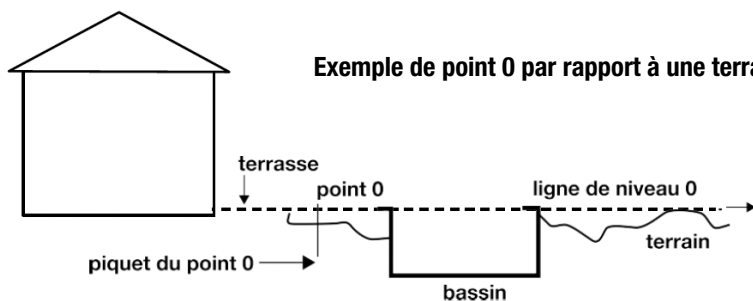 Exemple de point 0 par rapport à une
terrasse
point 0
ligne de niveau 0
terrain
piquet du point 0
bassin